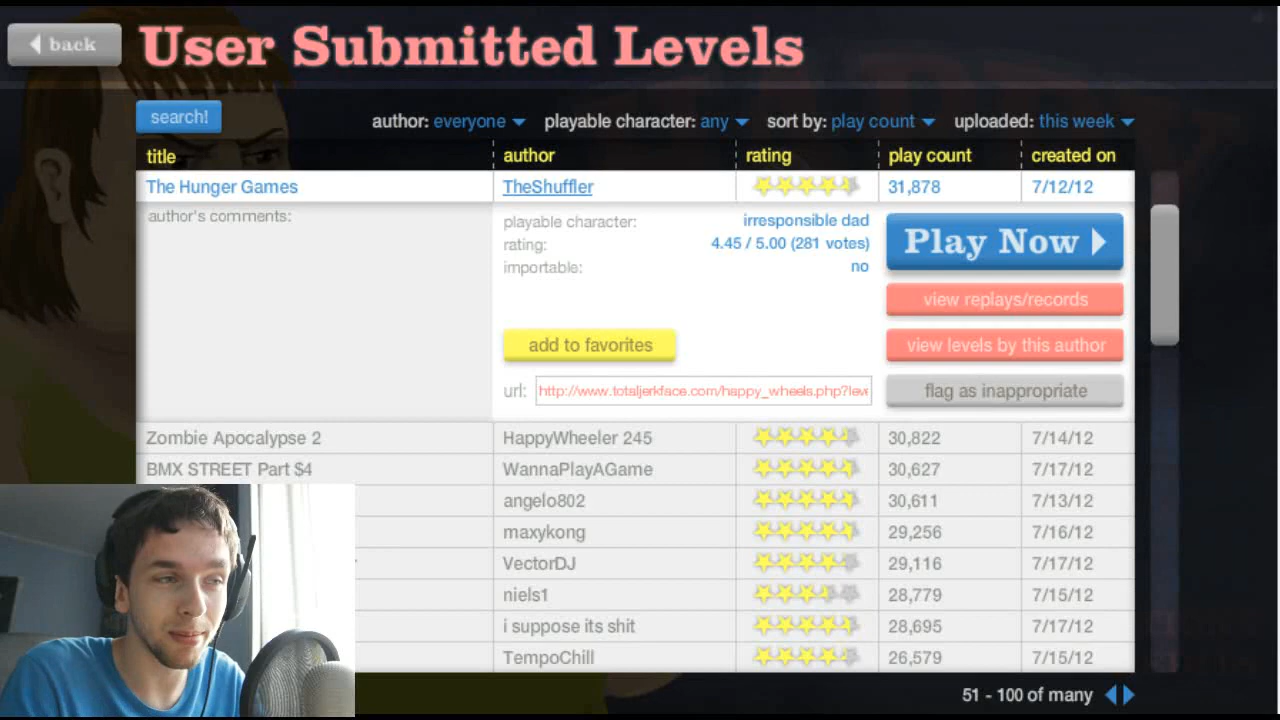 back
User Submitted Levels
search!
author: everyone playable character: any sort by: play count uploaded: this week
title author rating play count created on
The Hunger Games TheShuffler 31,878 7/12/12
author's comments:
playable character: irresponsible dad
rating: 4.45 / 5.00 (281 votes)
importable: no
Play Now
view replays/records
add to favorites
view levels by this author
url: http://www.totaljerkface.com/happy_wheels.php?leve
flag as inappropriate
Zombie Apocalypse 2 HappyWheeler 245 30,822 7/14/12
BMX STREET Part $4 WannaPlayAGame 30,627 7/17/12
angelo802 30,611 7/13/12
maxykong 29,256 7/16/12
VectorDJ 29,116 7/17/12
niels1 28,779 7/15/12
i suppose its shit 28,695 7/17/12
TempoChill 26,579 7/15/12
51 - 100 of many